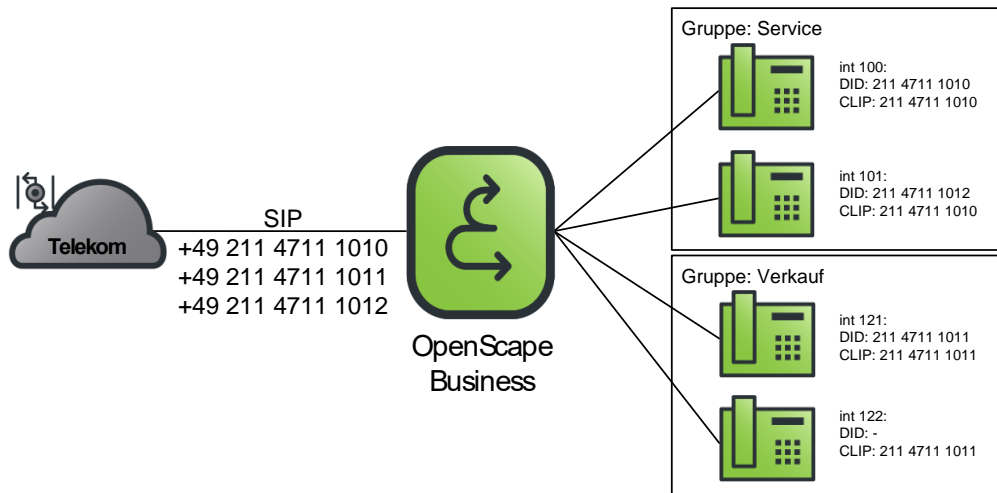 Gruppe: Service
int 100:
DID: 211 4711 1010
CLIP: 211 4711 1010
int 101:
DID: 211 4711 1012
CLIP: 211 4711 1010
Telekom
SIP
+49 211 4711 1010
+49 211 4711 1011
+49 211 4711 1012
OpenScape
Business
Gruppe: Verkauf
int 121:
DID: 211 4711 1011
CLIP: 211 4711 1011
int 122:
DID: -
CLIP: 211 4711 1011